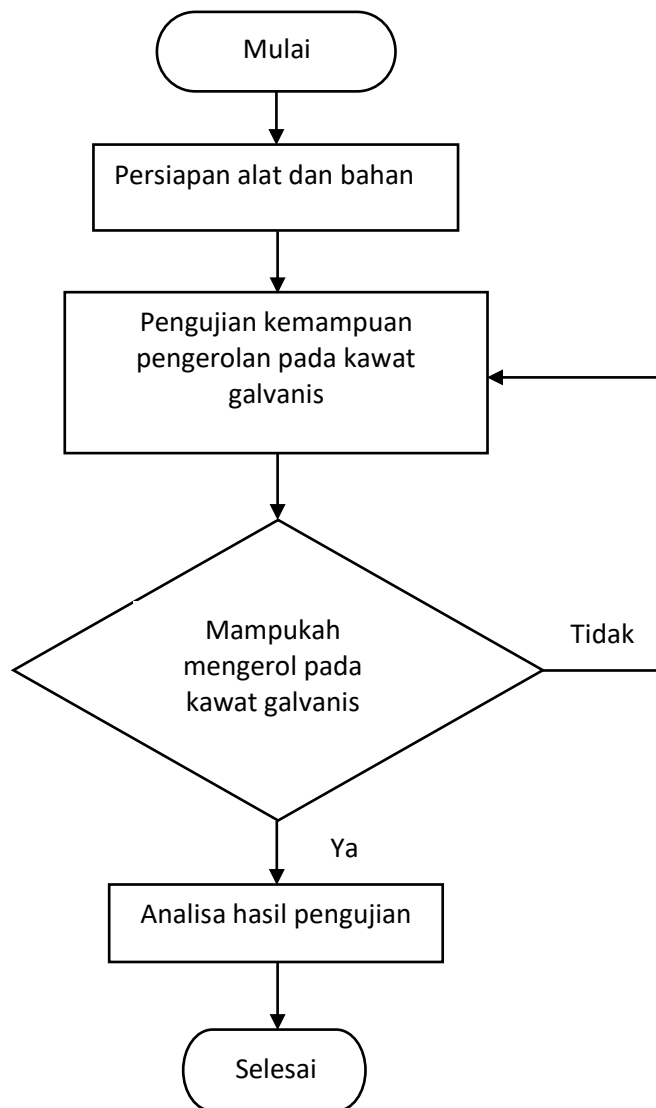 Mulai
Persiapan alat dan bahan
Pengujian kemampuan
pengerolan pada kawat
galvanis
Mampukah
mengerol pada
kawat galvanis
Tidak
Ya
Analisa hasil pengujian
Selesai